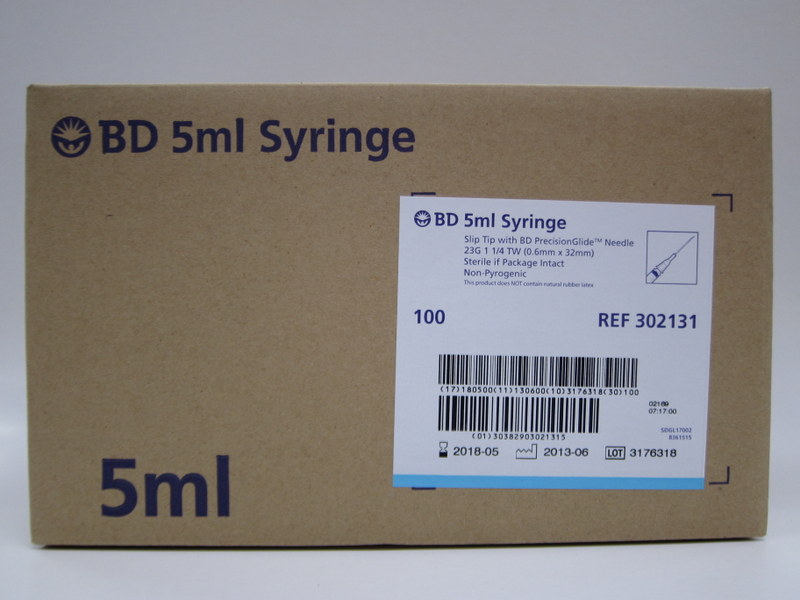 BD 5ml Syringe
BD 5ml Syringe
Slip Tip with BD PrecisionGlide™ Needle
23G 1 1/4 TW (0.6mm x 32mm)
Sterile if Package Intact
Non-Pyrogenic
This product does NOT contain natural rubber latex
100
REF 302131
(17)180500(11)130600(10)3176318(30)100
02169
07:17:00
(01)30382903021315
SDGL17002
8361515
2018-05 2013-06 LOT 3176318
5ml